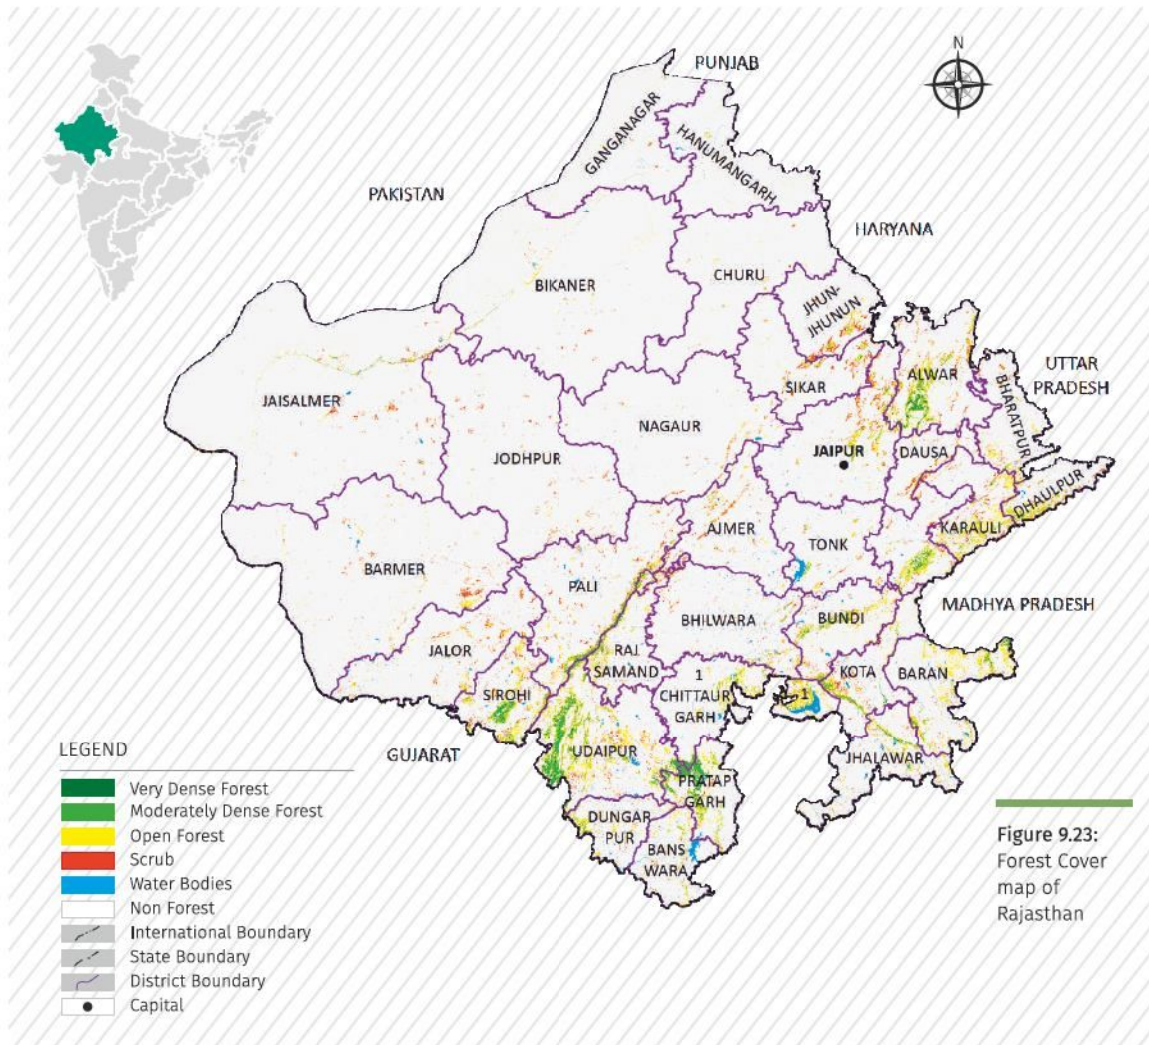 N
PUNJAB
GANGANAGAR
HANUMANGARH
PAKISTAN
HARYANA
CHURU
BIKANER
JHUN-
JHUNUN
UTTAR
PRADESH
ALWAR
BHARATPUR
SIKAR
JAISALMER
NAGAUR
JAIPUR
DAUSA
JODHPUR
DHAULPUR
KARAULI
AJMER
TONK
BARMER
PALI
MADHYA PRADESH
BHILWARA
BUNDI
JALOR
RAJ
SAMAND
KOTA
BARAN
1
CHITTAUR
GARH
1
SIROHI
GUJARAT
UDAIPUR
JHALAWAR
PRATAP
GARH
DUNGAR
PUR
BANS
WARA
LEGEND
Very Dense Forest
Moderately Dense Forest
Open Forest
Scrub
Water Bodies
Non Forest
International Boundary
State Boundary
District Boundary
Capital
Figure 9.23:
Forest Cover
map of
Rajasthan